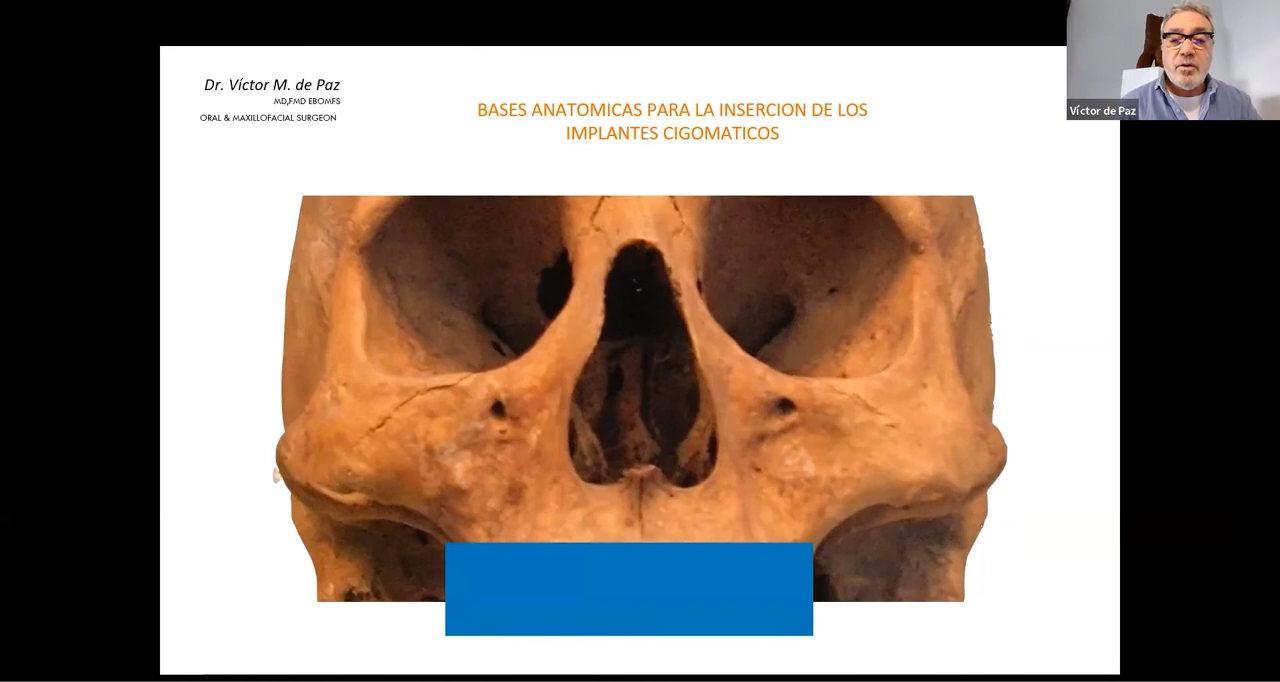 Dr. Víctor M. de Paz
MD,FMD EBOMFS
ORAL & MAXILLOFACIAL SURGEON
BASES ANATOMICAS PARA LA INSERCION DE LOS
IMPLANTES CIGOMATICOS
Víctor de Paz